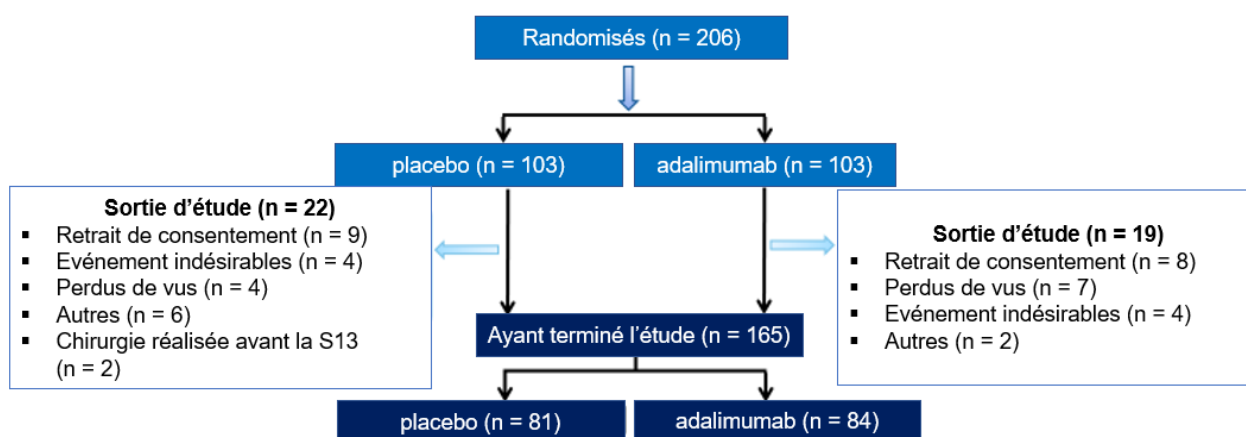 Randomisés (n = 206)
placebo (n = 103)
adalimumab (n = 103)
Sortie d’étude (n = 22)
▪ Retrait de consentement (n = 9)
▪ Evénement indésirables (n = 4)
▪ Perdus de vus (n = 4)
▪ Autres (n = 6)
▪ Chirurgie réalisée avant la S13
(n = 2)
Sortie d’étude (n = 19)
▪ Retrait de consentement (n = 8)
▪ Perdus de vus (n = 7)
▪ Evénement indésirables (n = 4)
▪ Autres (n = 2)
Ayant terminé l’étude (n = 165)
placebo (n = 81)
adalimumab (n = 84)